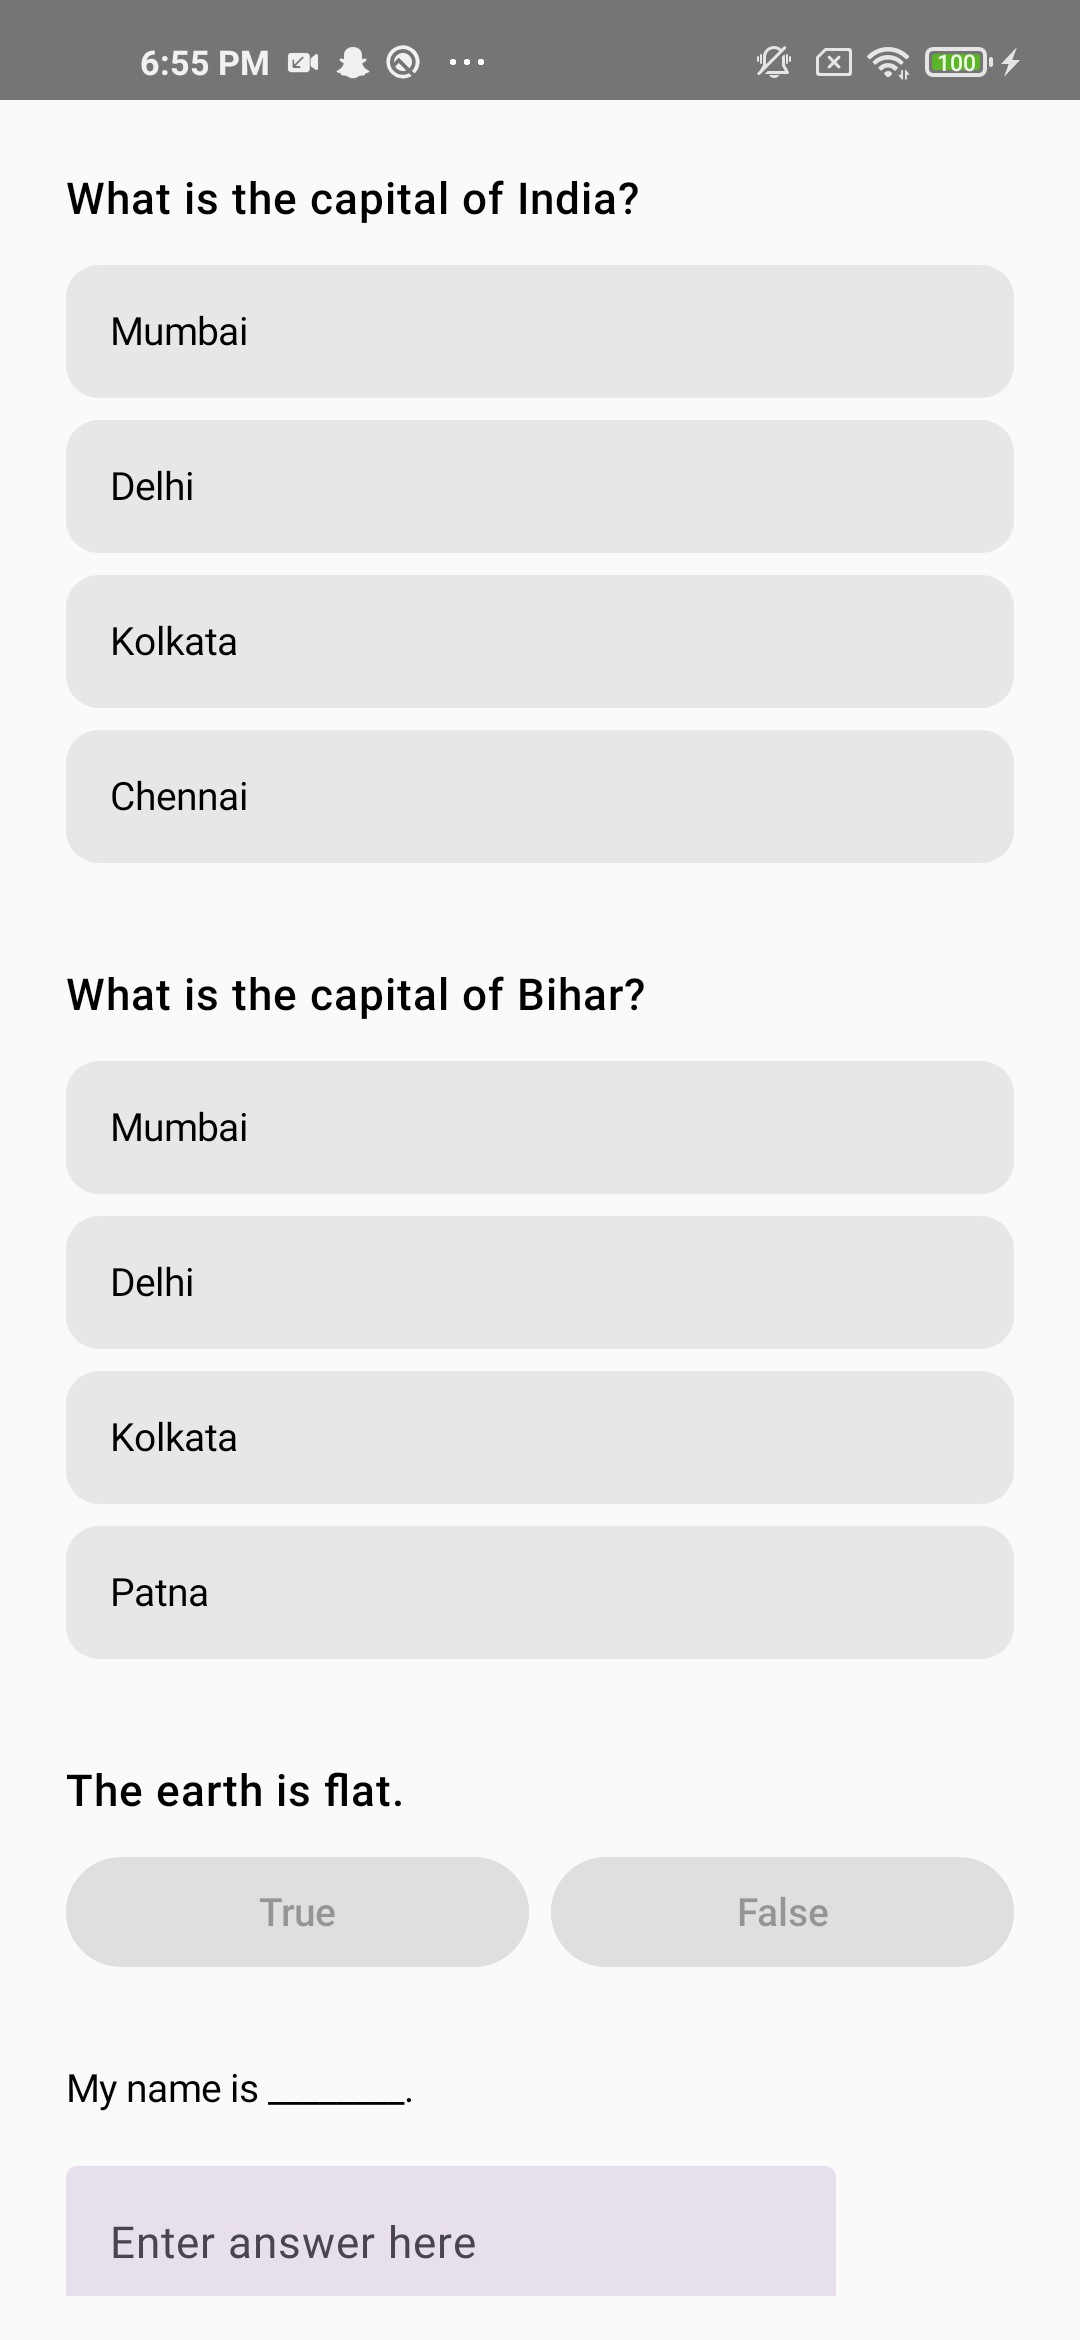 6:55 PM 100
What is the capital of India?
Mumbai
Delhi
Kolkata
Chennai
What is the capital of Bihar?
Mumbai
Delhi
Kolkata
Patna
The earth is flat.
True False
My name is ________.
Enter answer here